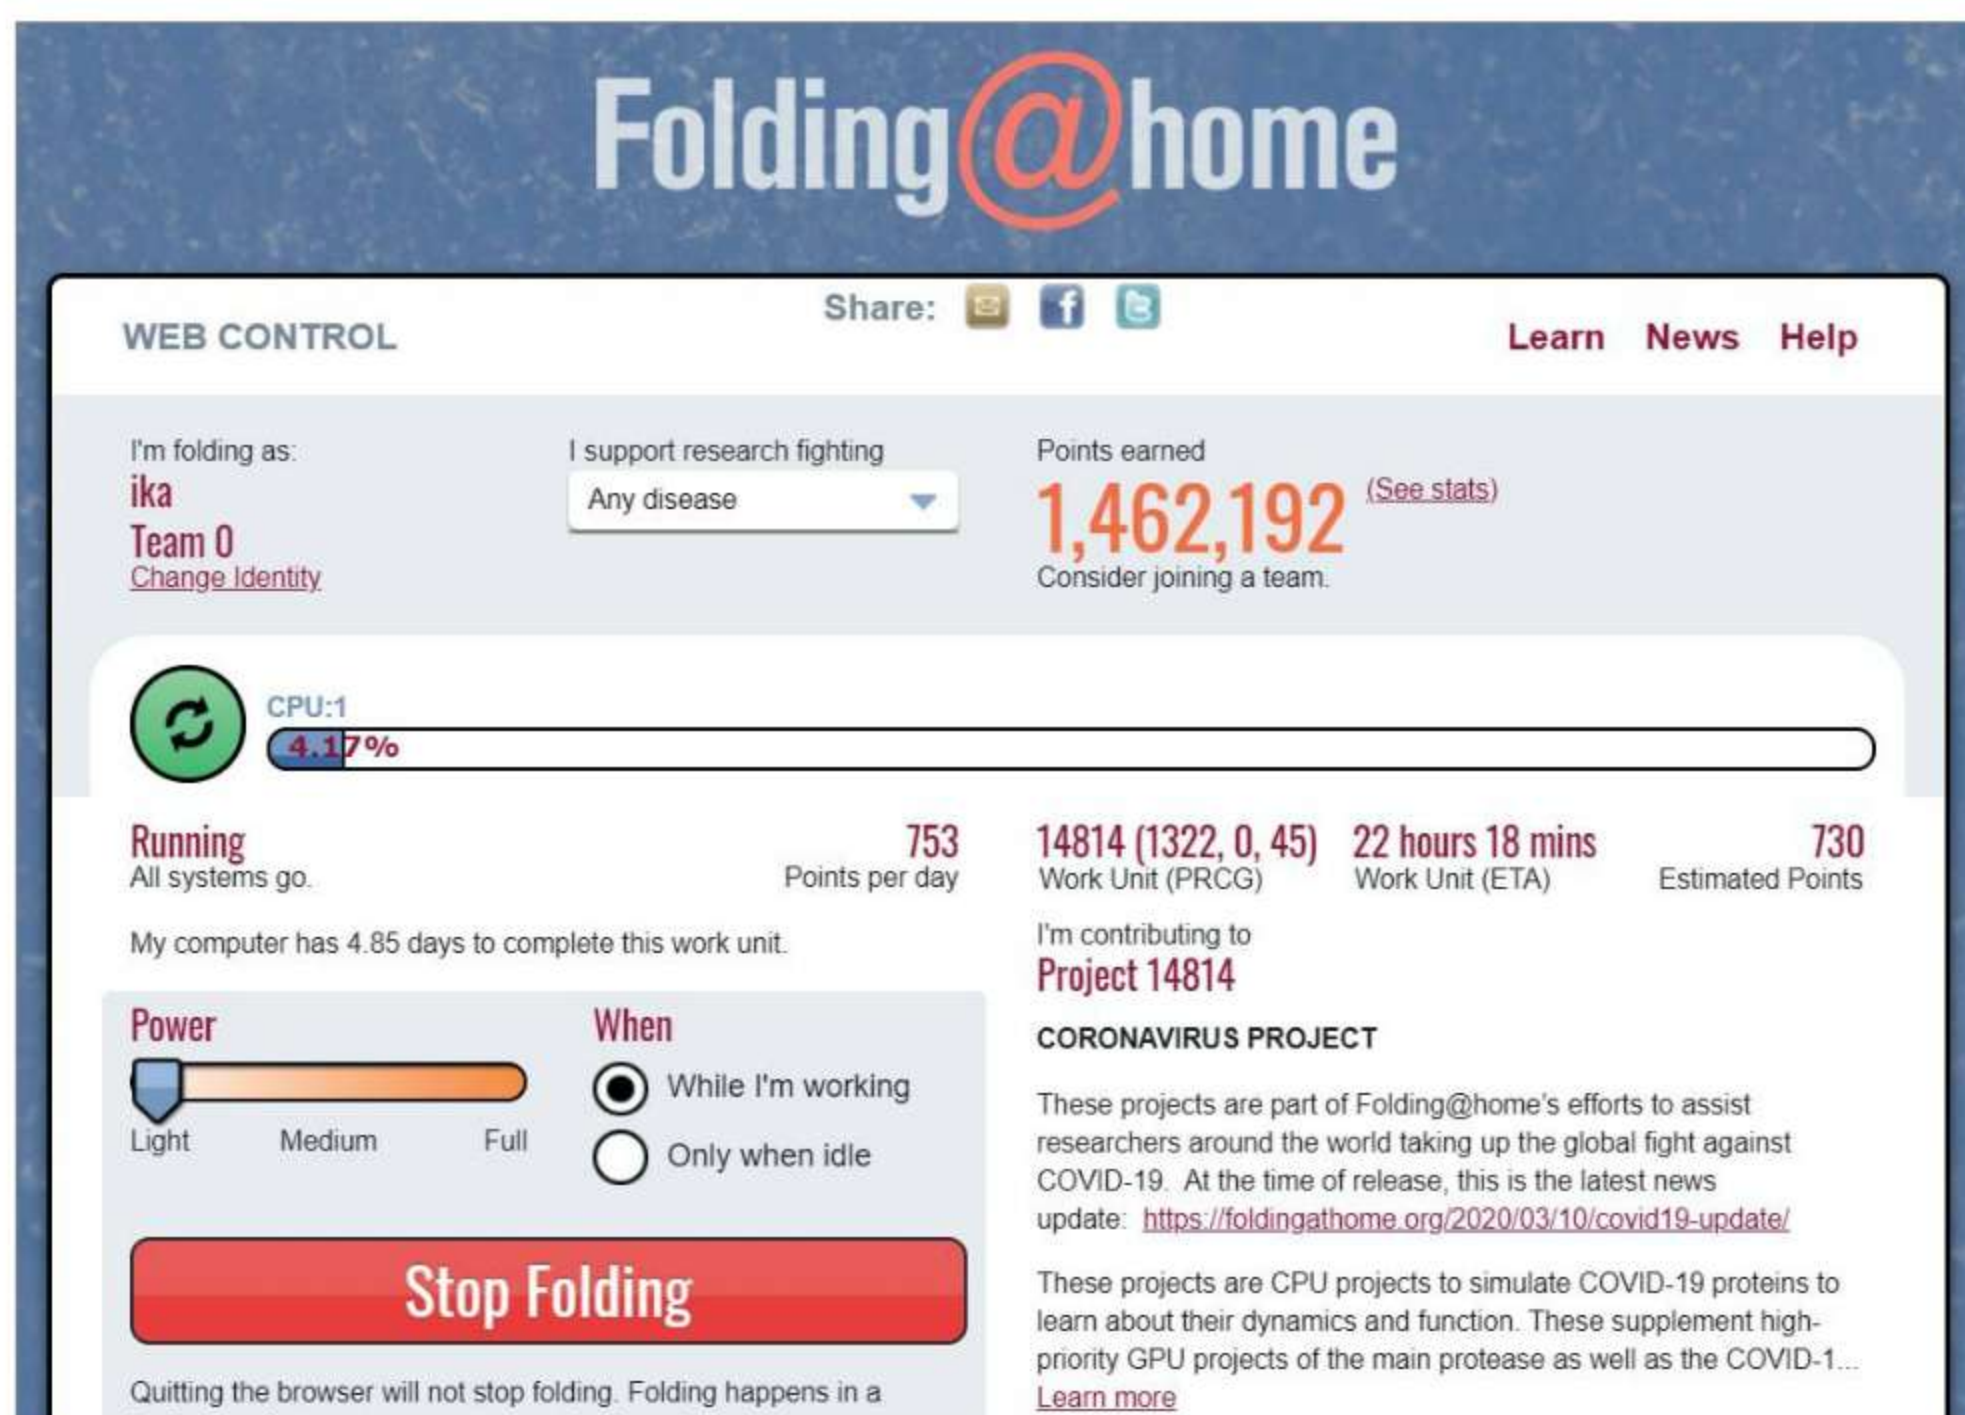 Folding@home
WEB CONTROL
Share:
Learn News Help
I'm folding as:
ika
Team 0
Change Identity
I support research fighting
Any disease
Points earned
1,462,192 (See stats)
Consider joining a team.
CPU:1
4.17%
Running
All systems go.
753
Points per day
14814 (1322, 0, 45)
Work Unit (PRCG)
22 hours 18 mins
Work Unit (ETA)
730
Estimated Points
My computer has 4.85 days to complete this work unit.
Power
Light Medium Full
When
While I'm working
Only when idle
Stop Folding
Quitting the browser will not stop folding. Folding happens in a
I'm contributing to
Project 14814
CORONAVIRUS PROJECT
These projects are part of Folding@home's efforts to assist
researchers around the world taking up the global fight against
COVID-19. At the time of release, this is the latest news
update: https://foldingathome.org/2020/03/10/covid19-update/
These projects are CPU projects to simulate COVID-19 proteins to
learn about their dynamics and function. These supplement high-
priority GPU projects of the main protease as well as the COVID-1...
Learn more